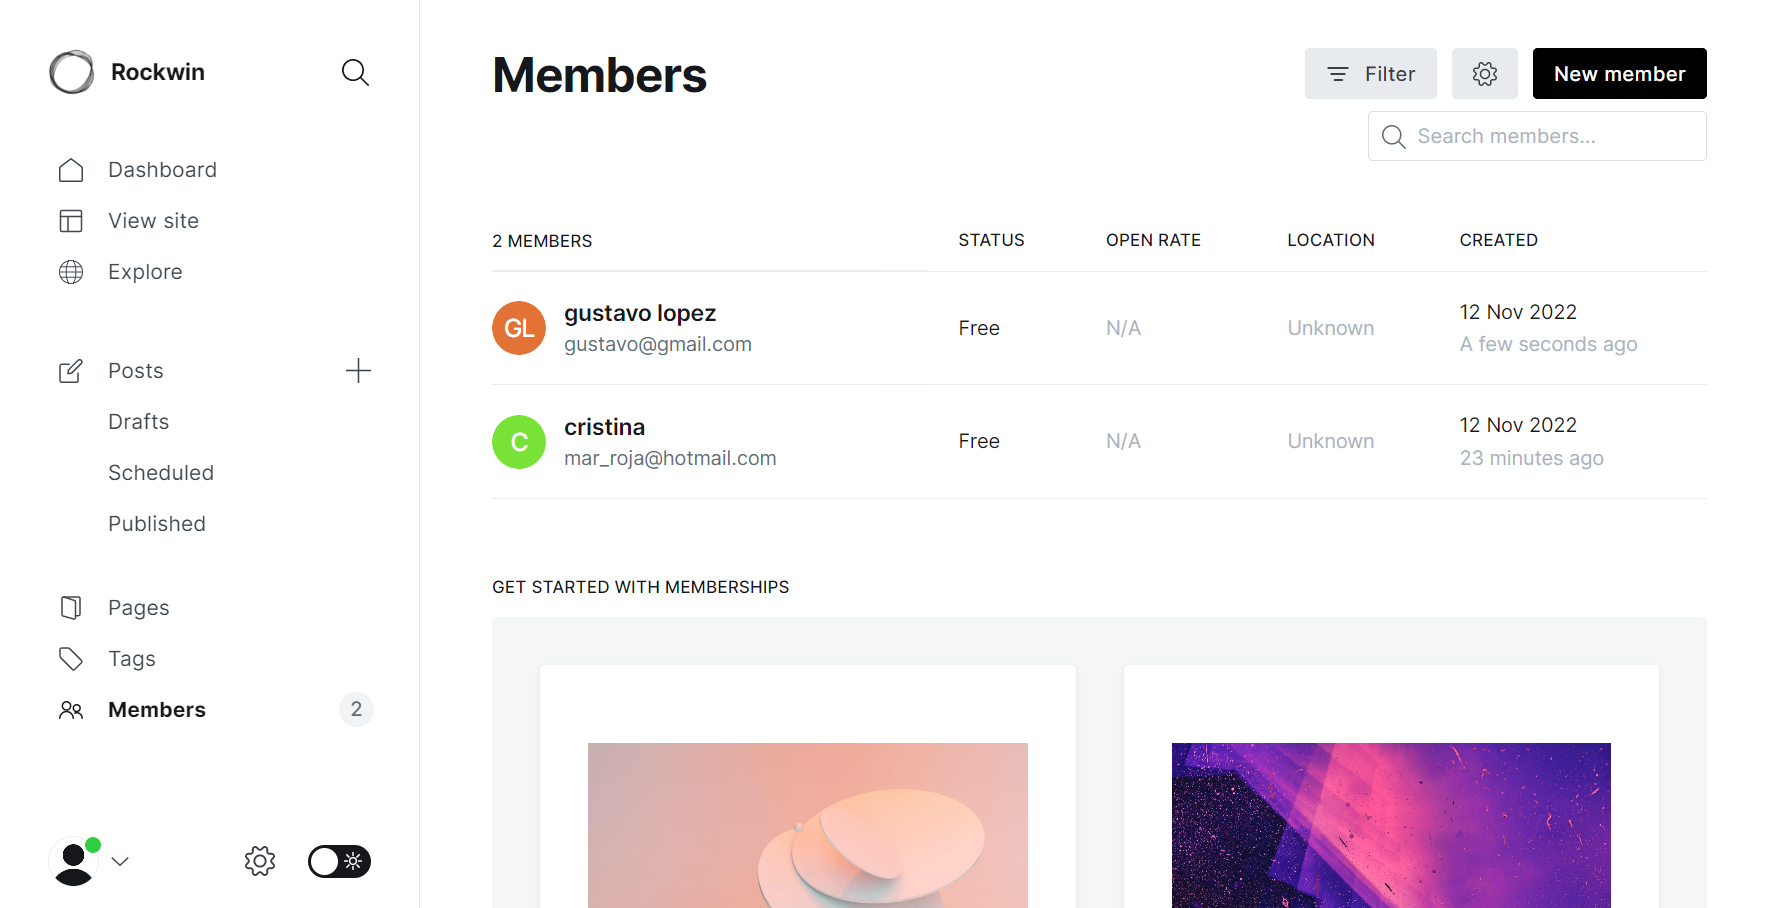 Rockwin
Dashboard
View site
Explore
Posts
Drafts
Scheduled
Published
Pages
Tags
Members 2
Members
Filter
New member
Search members...
2 MEMBERS STATUS OPEN RATE LOCATION CREATED
GL gustavo lopez Free N/A Unknown 12 Nov 2022
gustavo@gmail.com A few seconds ago
C cristina Free N/A Unknown 12 Nov 2022
mar_roja@hotmail.com 23 minutes ago
GET STARTED WITH MEMBERSHIPS